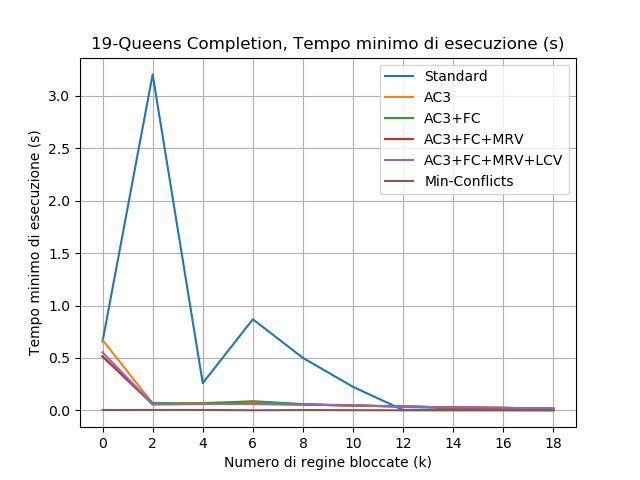 19-Queens Completion, Tempo minimo di esecuzione (s)
Standard
AC3
AC3+FC
AC3+FC+MRV
AC3+FC+MRV+LCV
Min-Conflicts
Tempo minimo di esecuzione (s)
3.0
2.5
2.0
1.5
1.0
0.5
0.0
0 2 4 6 8 10 12 14 16 18
Numero di regine bloccate (k)